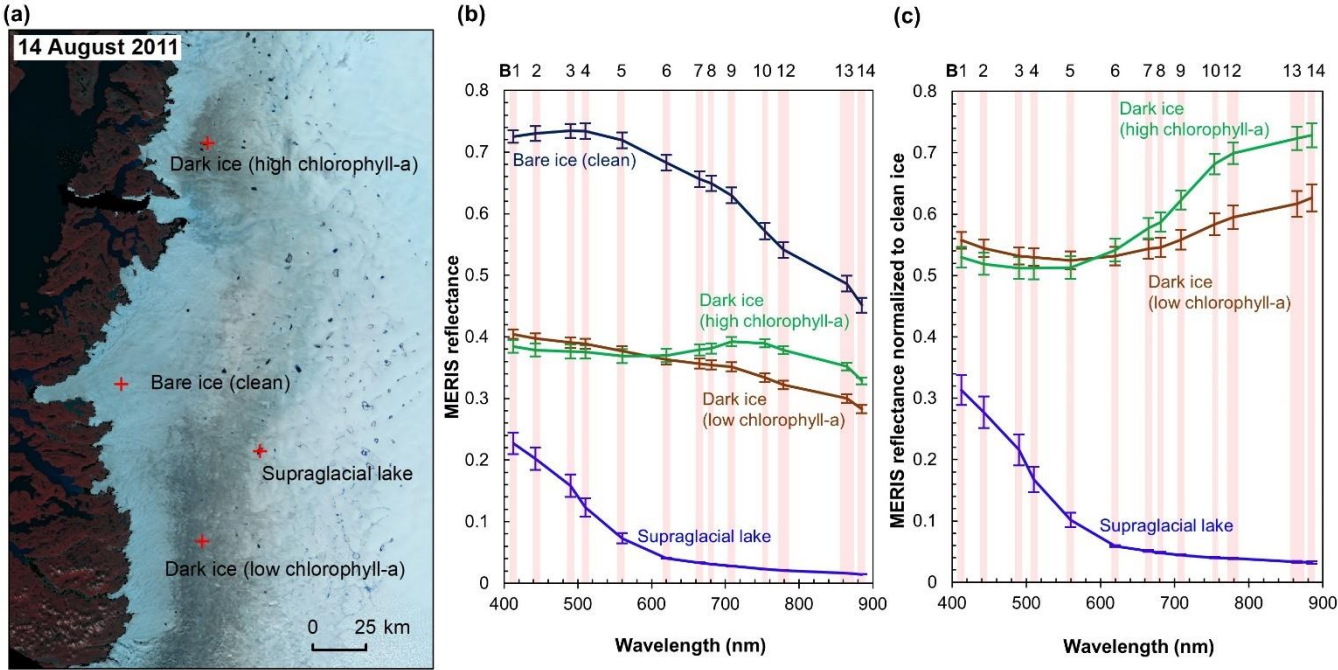 (a)
14 August 2011
Dark ice (high chlorophyll-a)
Bare ice (clean)
Supraglacial lake
Dark ice (low chlorophyll-a)
0 25 km
(b)
B1 2 3 4 5 6 7 8 9 10 12 13 14
MERIS reflectance
0.8
0.7
0.6
0.5
0.4
0.3
0.2
0.1
0
Bare ice (clean)
Dark ice
(high chlorophyll-a)
Dark ice
(low chlorophyll-a)
Supraglacial lake
400 500 600 700 800 900
Wavelength (nm)
(c)
B1 2 3 4 5 6 7 8 9 10 12 13 14
MERIS reflectance normalized to clean ice
0.8
0.7
0.6
0.5
0.4
0.3
0.2
0.1
0
Dark ice
(high chlorophyll-a)
Dark ice
(low chlorophyll-a)
Supraglacial lake
400 500 600 700 800 900
Wavelength (nm)